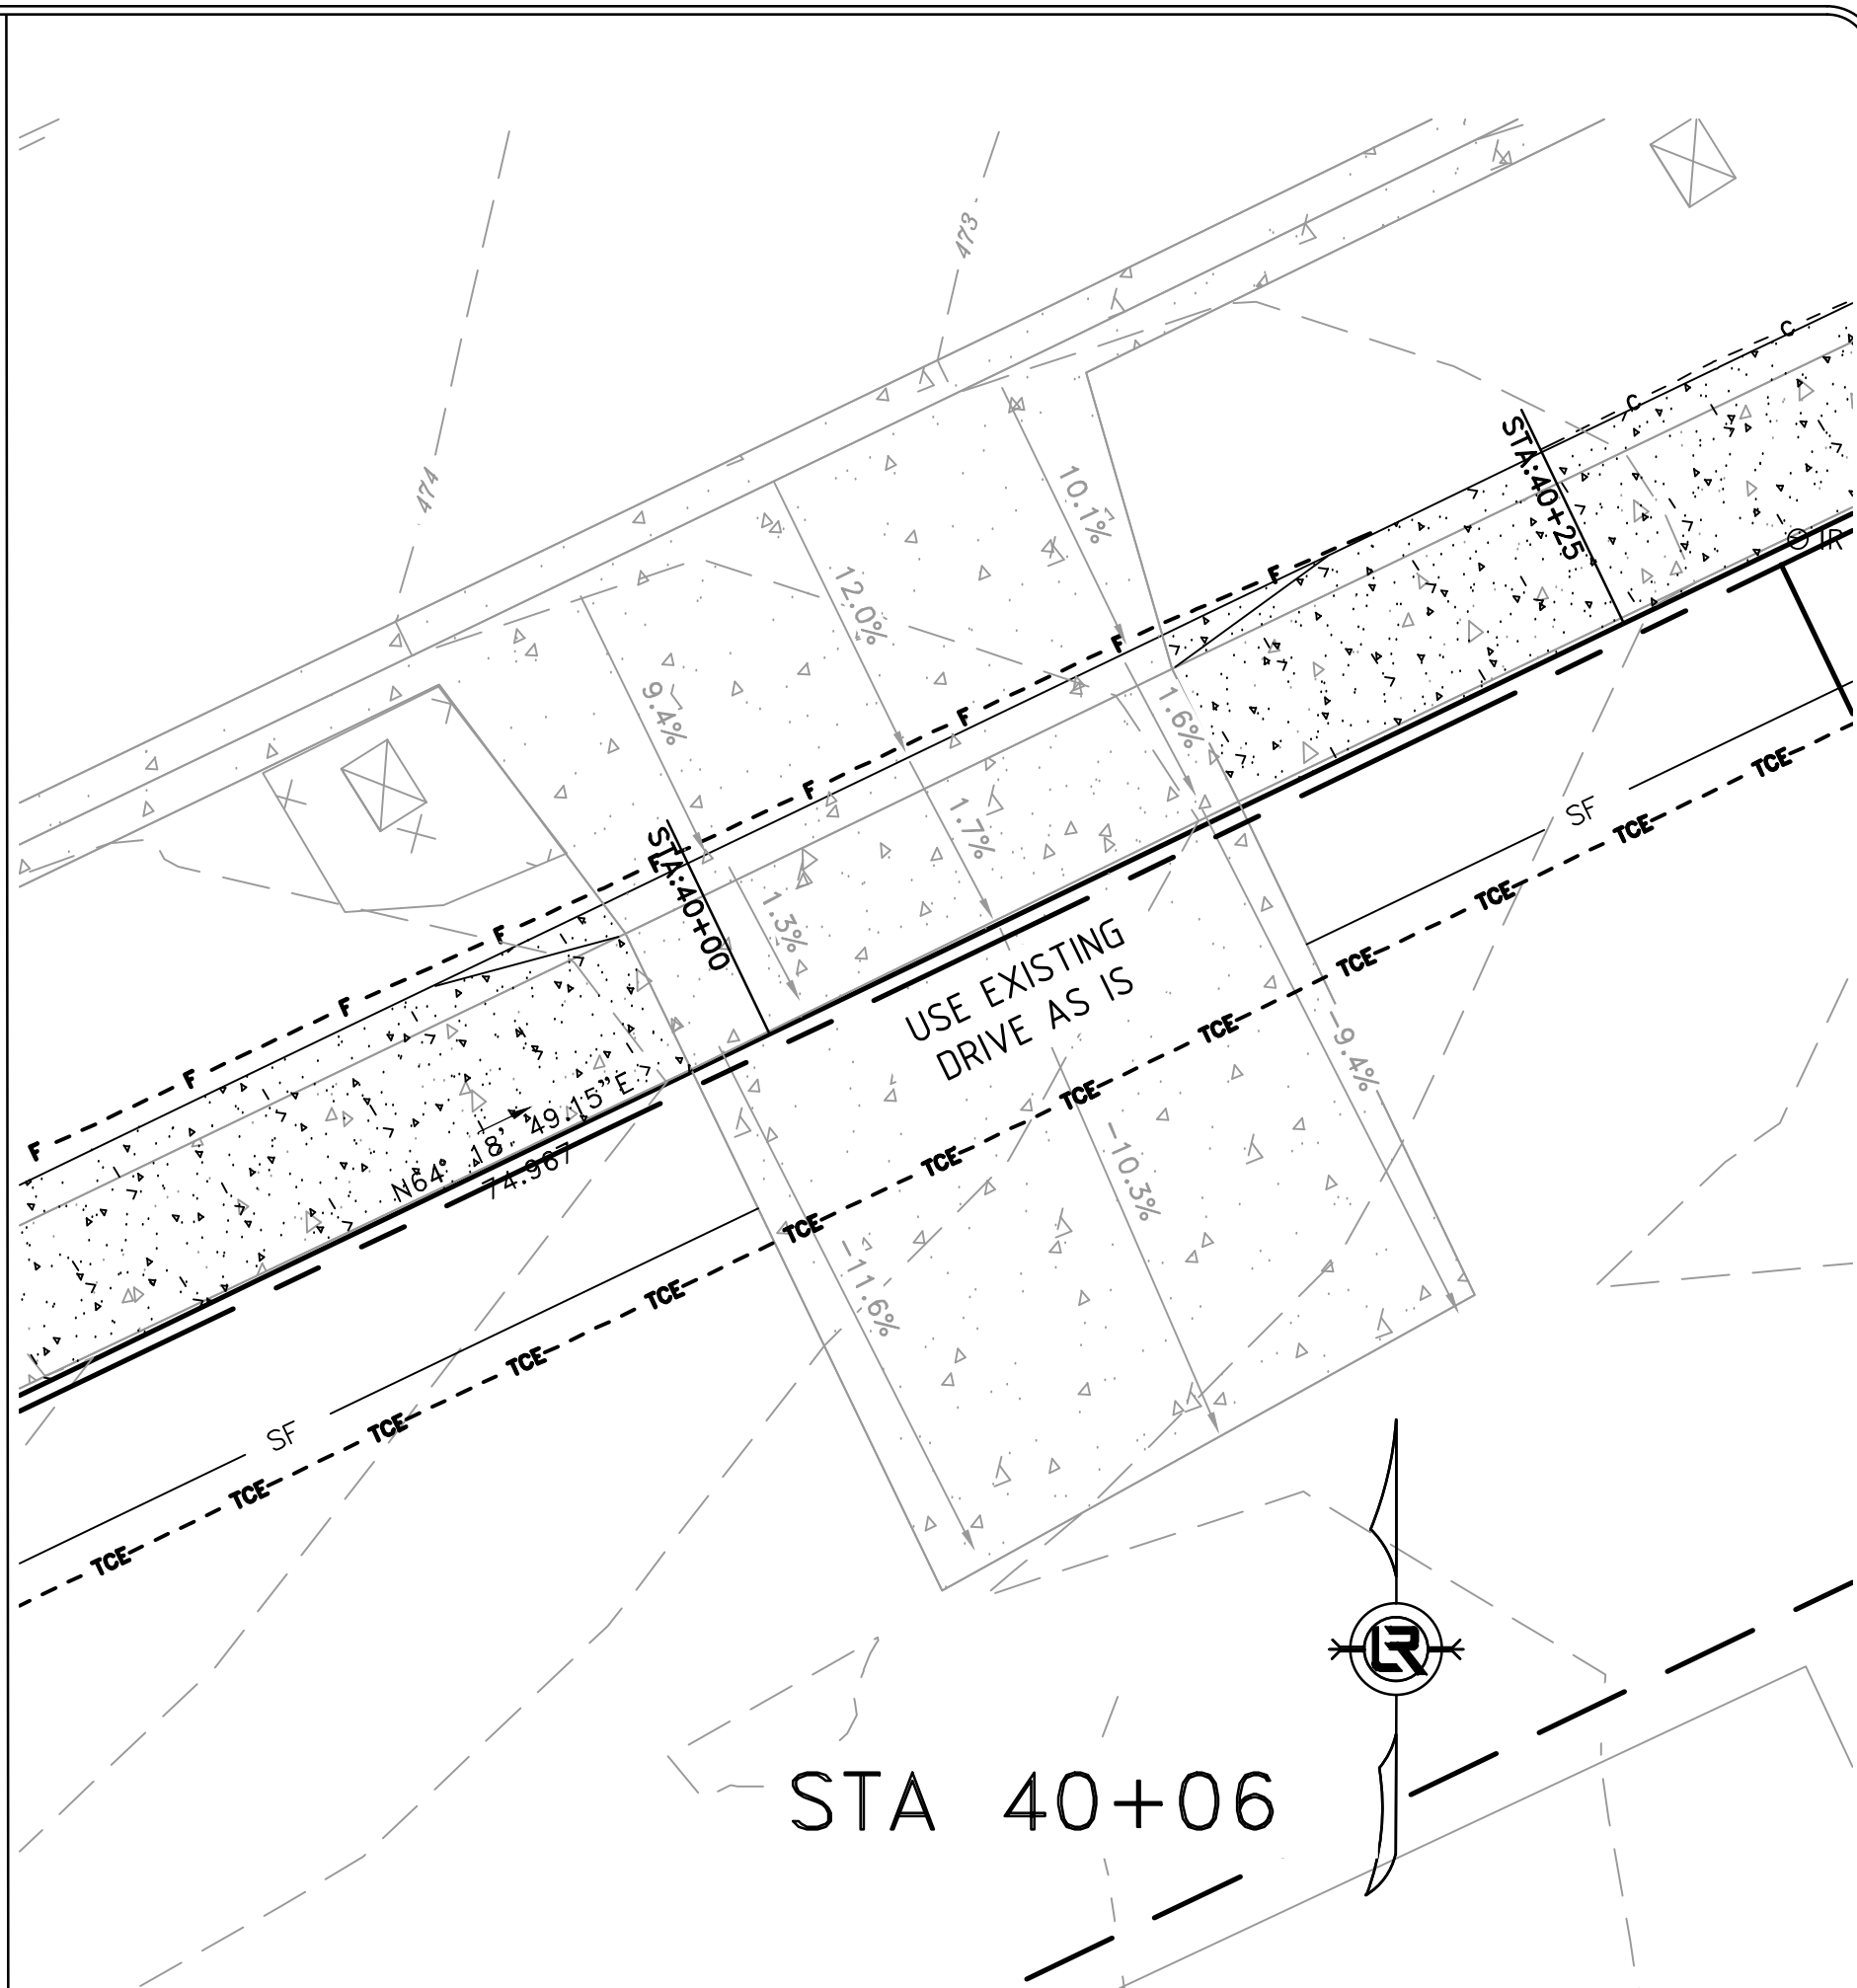 473
474
C
C
STA:40+25
IR
10.1%
12.0%
F
F
9.4%
1.6%
F
F
TCE
SF
1.7%
TCE
STA:40+00
F
TCE
1.3%
F
USE EXISTING
DRIVE AS IS
TCE
F
TCE
-9.4%
F
TCE
F
N64° 18' 49.15"E
74.967
TCE
-10.3%
TCE
-11.6%
TCE
TCE
SF
TCE
TCE
TCE
LR
STA 40+06